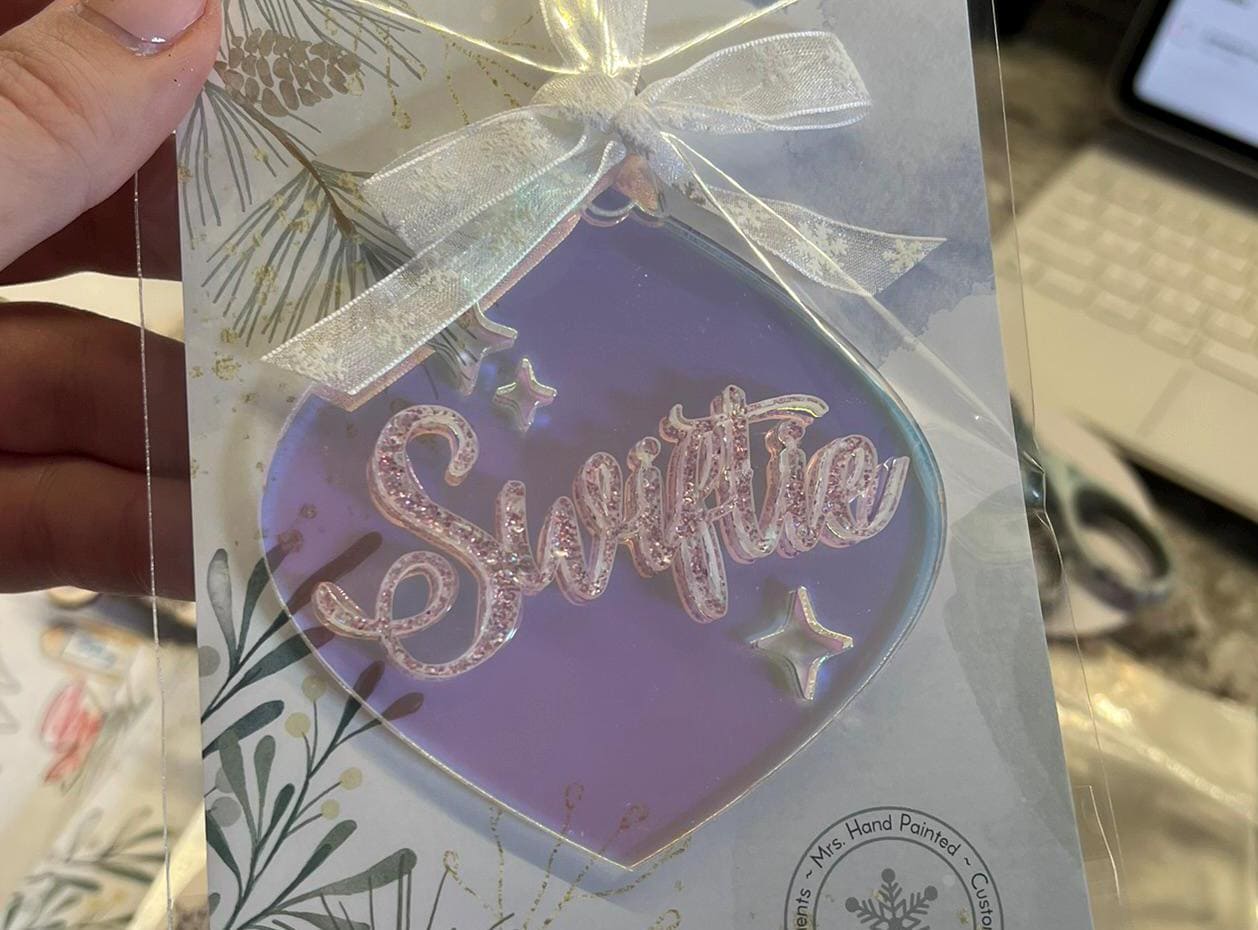 Swiftie
~ Mrs. Hand Painted ~